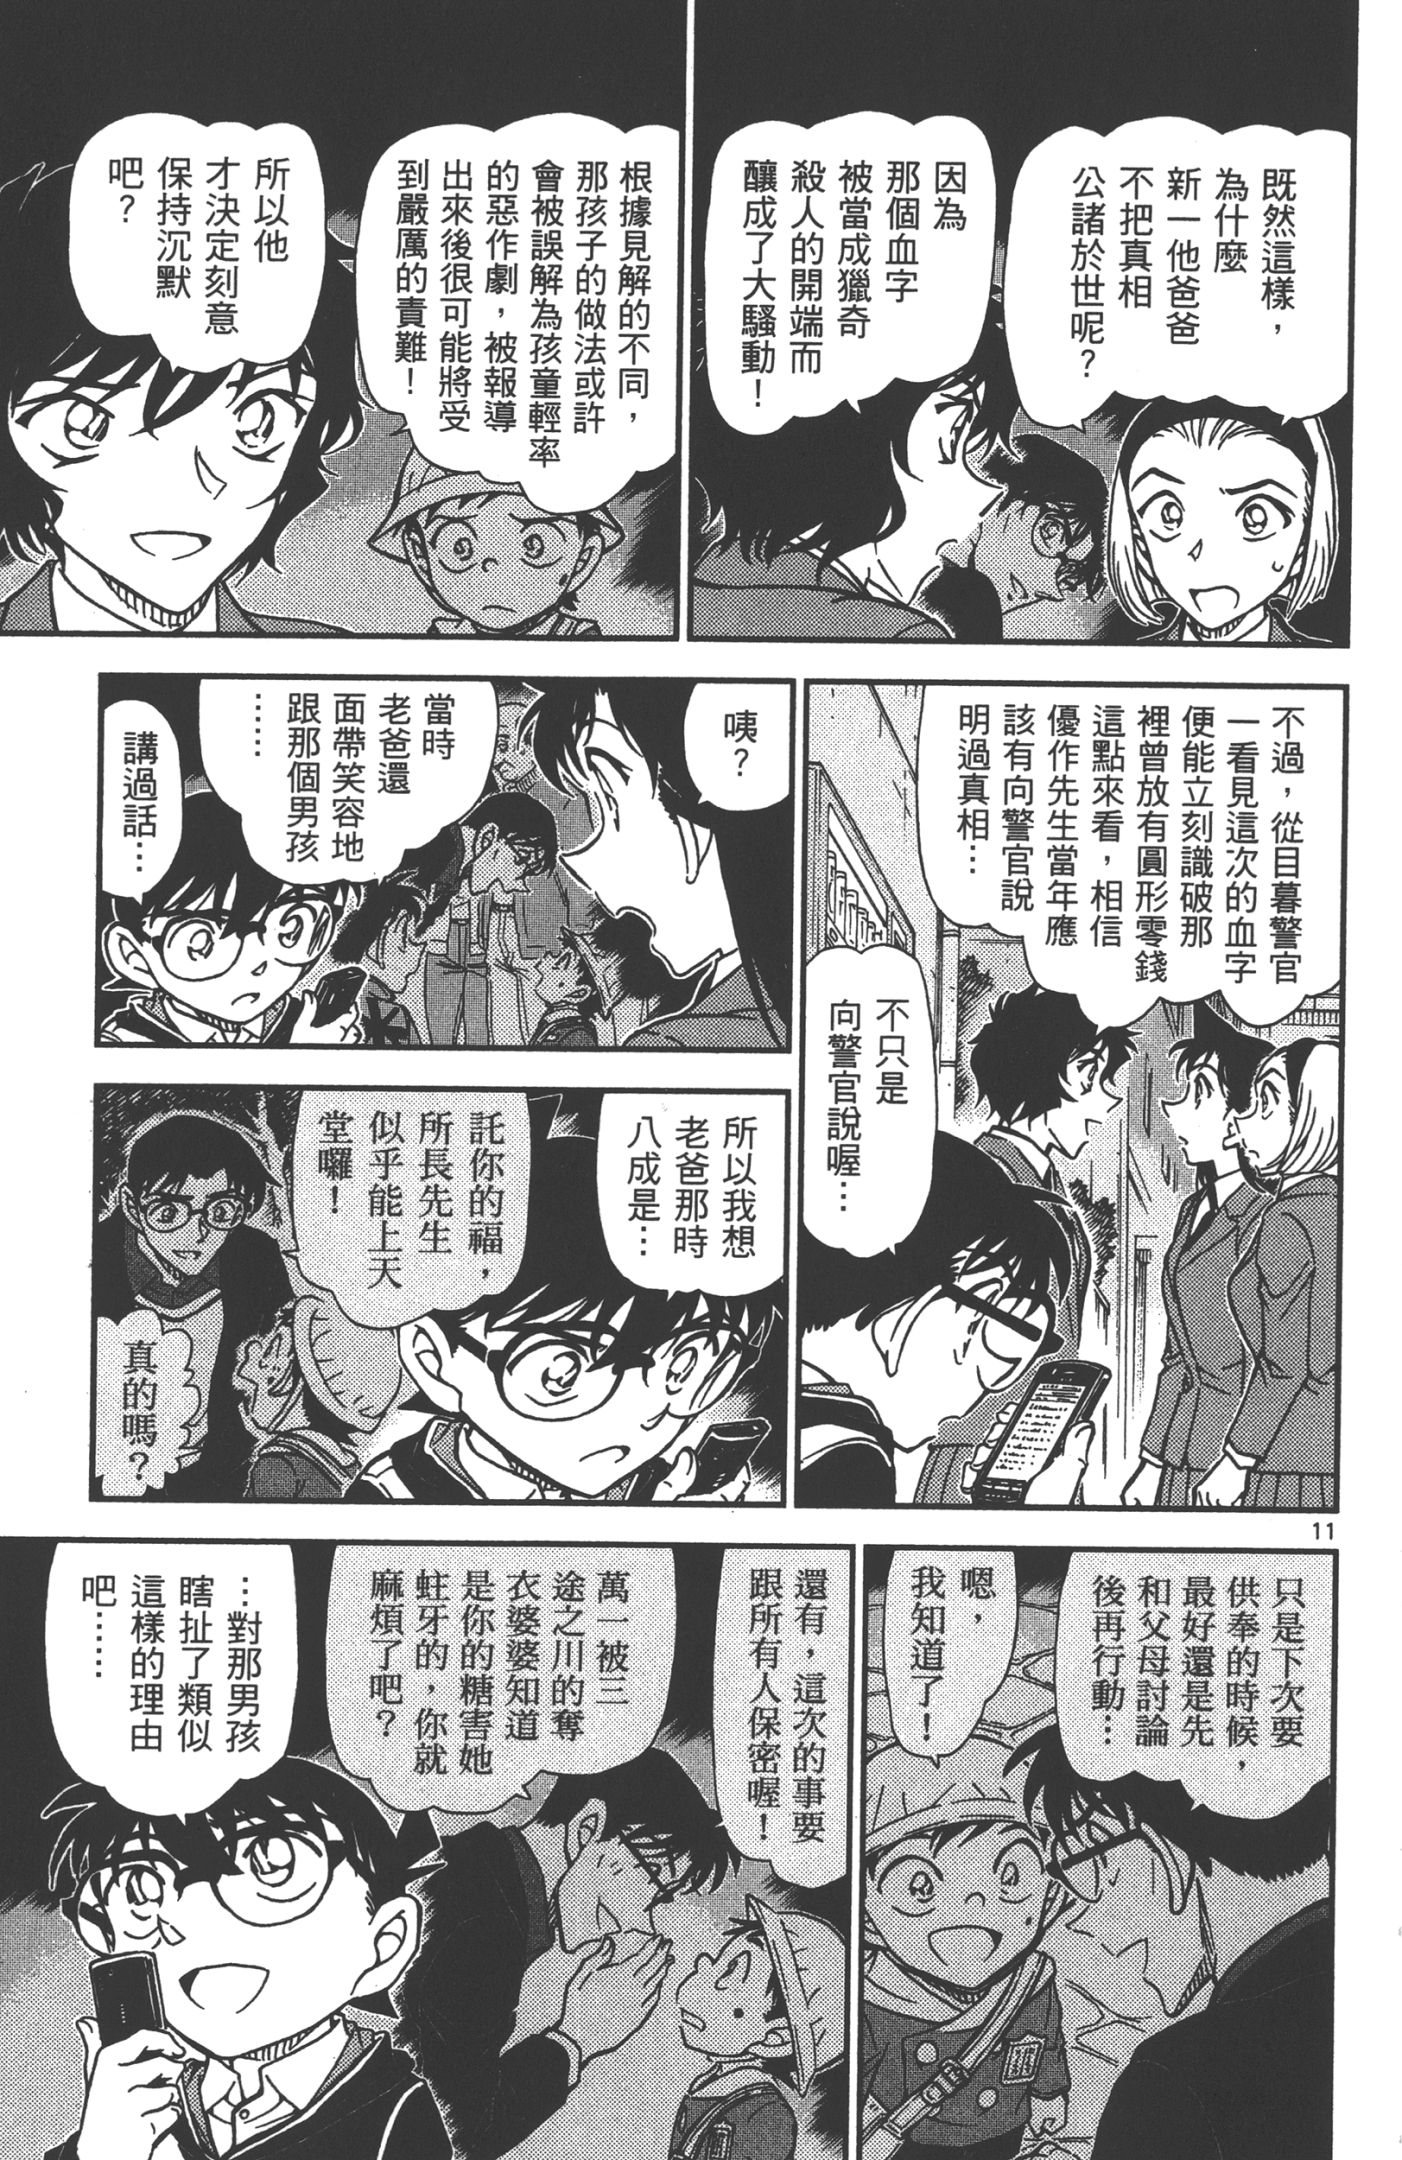 既然這樣，
為什麼
新一他爸爸
不把真相
公諸於世呢？
因為
那個血字
被當成獵奇
殺人的開端而
釀成了大騷動！
根據見解的不同，
那孩子的做法或許
會被誤解為孩童輕率
的惡作劇，被報導
出來後很可能將受
到嚴厲的責難！
所以他
才決定刻意
保持沉默
吧？
不過，從目暮警官
一看見這次的血字
便能立刻識破那
裡曾放有圓形零錢
這點來看，相信
優作先生當年應
該有向警官說
明過真相…
不只是
向警官說喔…
咦？
當時
老爸還
面帶笑容地
跟那個男孩
……
講過話…
所以我想
老爸那時
八成是…
託你的福，
所長先生
似乎能上天
堂囉！
真的嗎？
11
只是下次要
供奉的時候，
最好還是先
和父母討論
後再行動…
嗯，
我知道了！
還有，這次的事要
跟所有人保密喔！
萬一被三
途之川的奪
衣婆婆知道
是你的糖害她
蛀牙的，你就
麻煩了吧？
…對那男孩
瞎扯了類似
這樣的理由
吧……